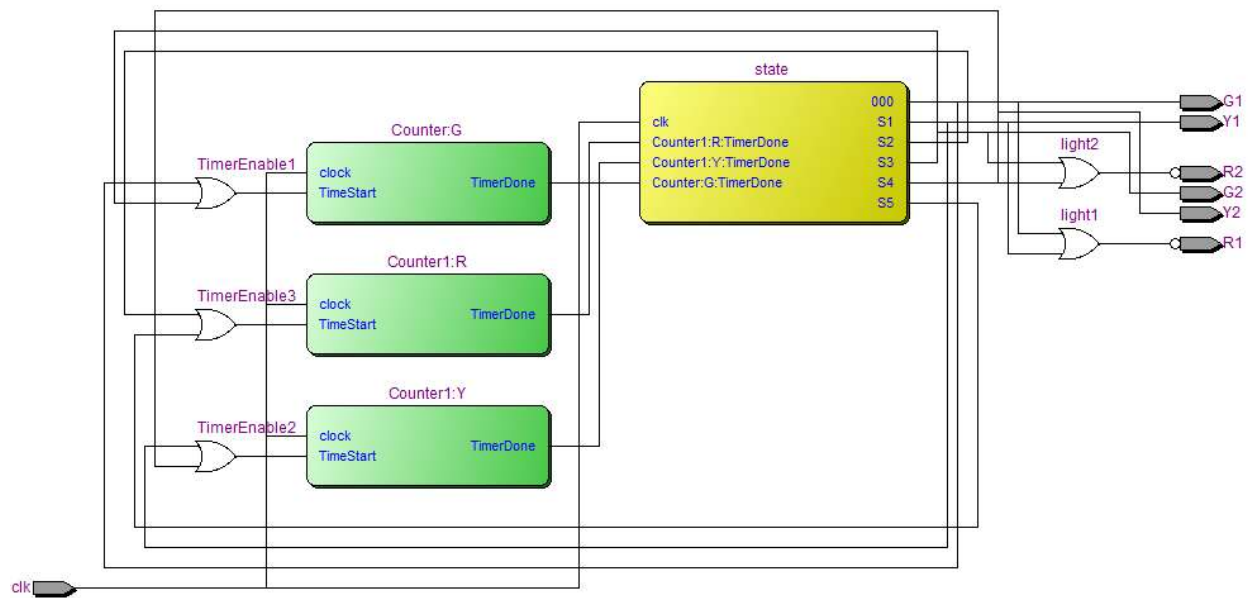 state
000
clk
S1
Counter1:R:TimerDone
S2
Counter1:Y:TimerDone
S3
Counter:G:TimerDone
S4
S5
Counter:G
TimerEnable1
clock
TimeStart
TimerDone
Counter1:R
TimerEnable3
clock
TimeStart
TimerDone
Counter1:Y
TimerEnable2
clock
TimeStart
TimerDone
light2
light1
G1
Y1
R2
G2
Y2
R1
clk